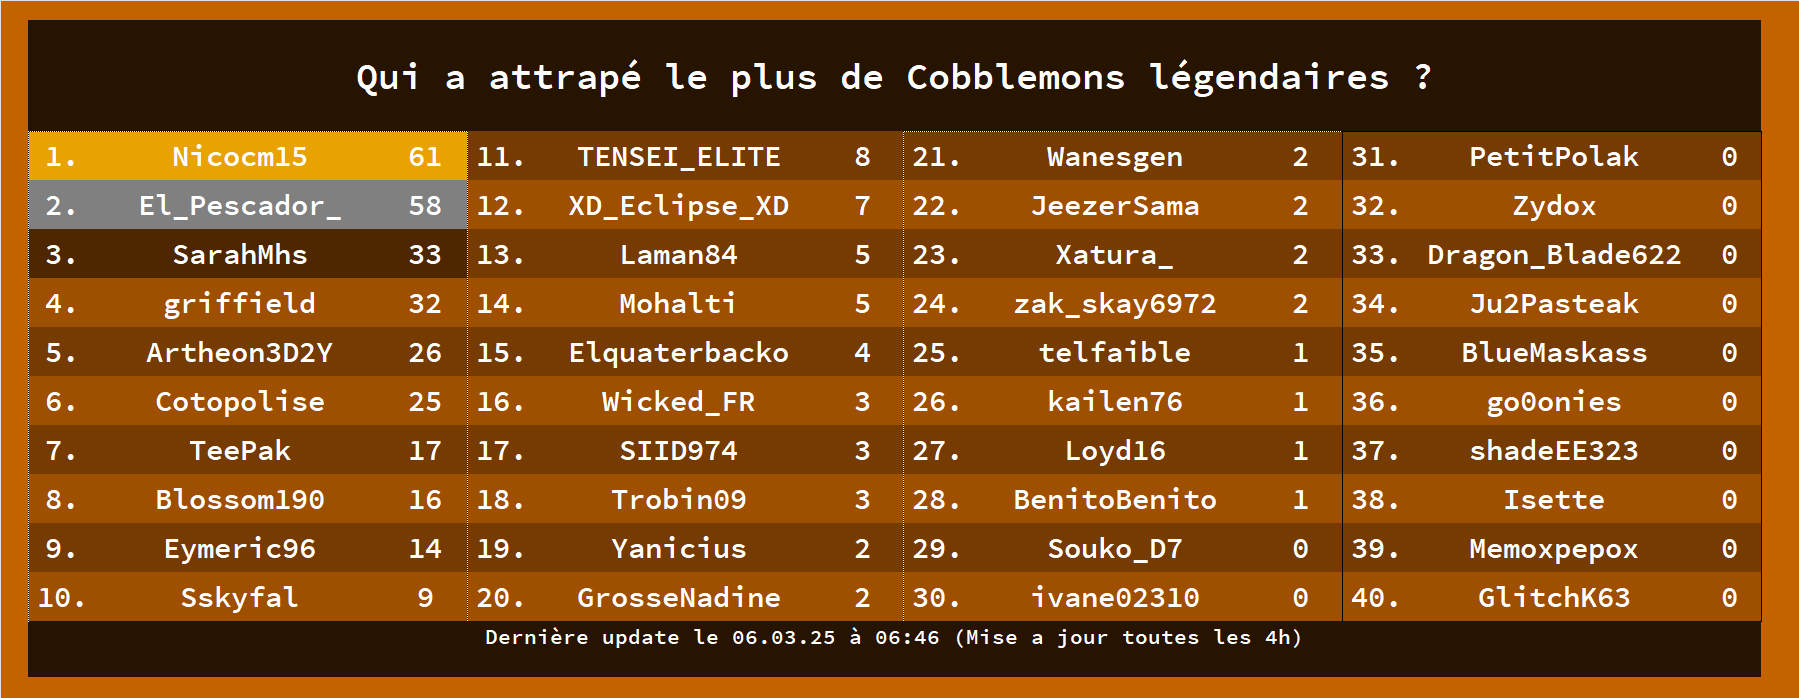 Qui a attrapé le plus de Cobblemons légendaires ?
1. Nicocm15 61 11. TENSEI_ELITE 8 21. Wanesgen 2 31. PetitPolak 0
2. El_Pescador_ 58 12. XD_Eclipse_XD 7 22. JeezerSama 2 32. Zydox 0
3. SarahMhs 33 13. Laman84 5 23. Xatura_ 2 33. Dragon_Blade622 0
4. griffield 32 14. Mohalti 5 24. zak_skay6972 2 34. Ju2Pasteak 0
5. Artheon3D2Y 26 15. Elquaterbacko 4 25. telfaible 1 35. BlueMaskass 0
6. Cotopolise 25 16. Wicked_FR 3 26. kailen76 1 36. go0onies 0
7. TeePak 17 17. SIID974 3 27. Loyd16 1 37. shadeEE323 0
8. Blossom190 16 18. Trobin09 3 28. BenitoBenito 1 38. Isette 0
9. Eymeric96 14 19. Yanicius 2 29. Souko_D7 0 39. Memoxpepox 0
10. Sskyfal 9 20. GrosseNadine 2 30. ivane02310 0 40. GlitchK63 0
Dernière update le 06.03.25 à 06:46 (Mise a jour toutes les 4h)